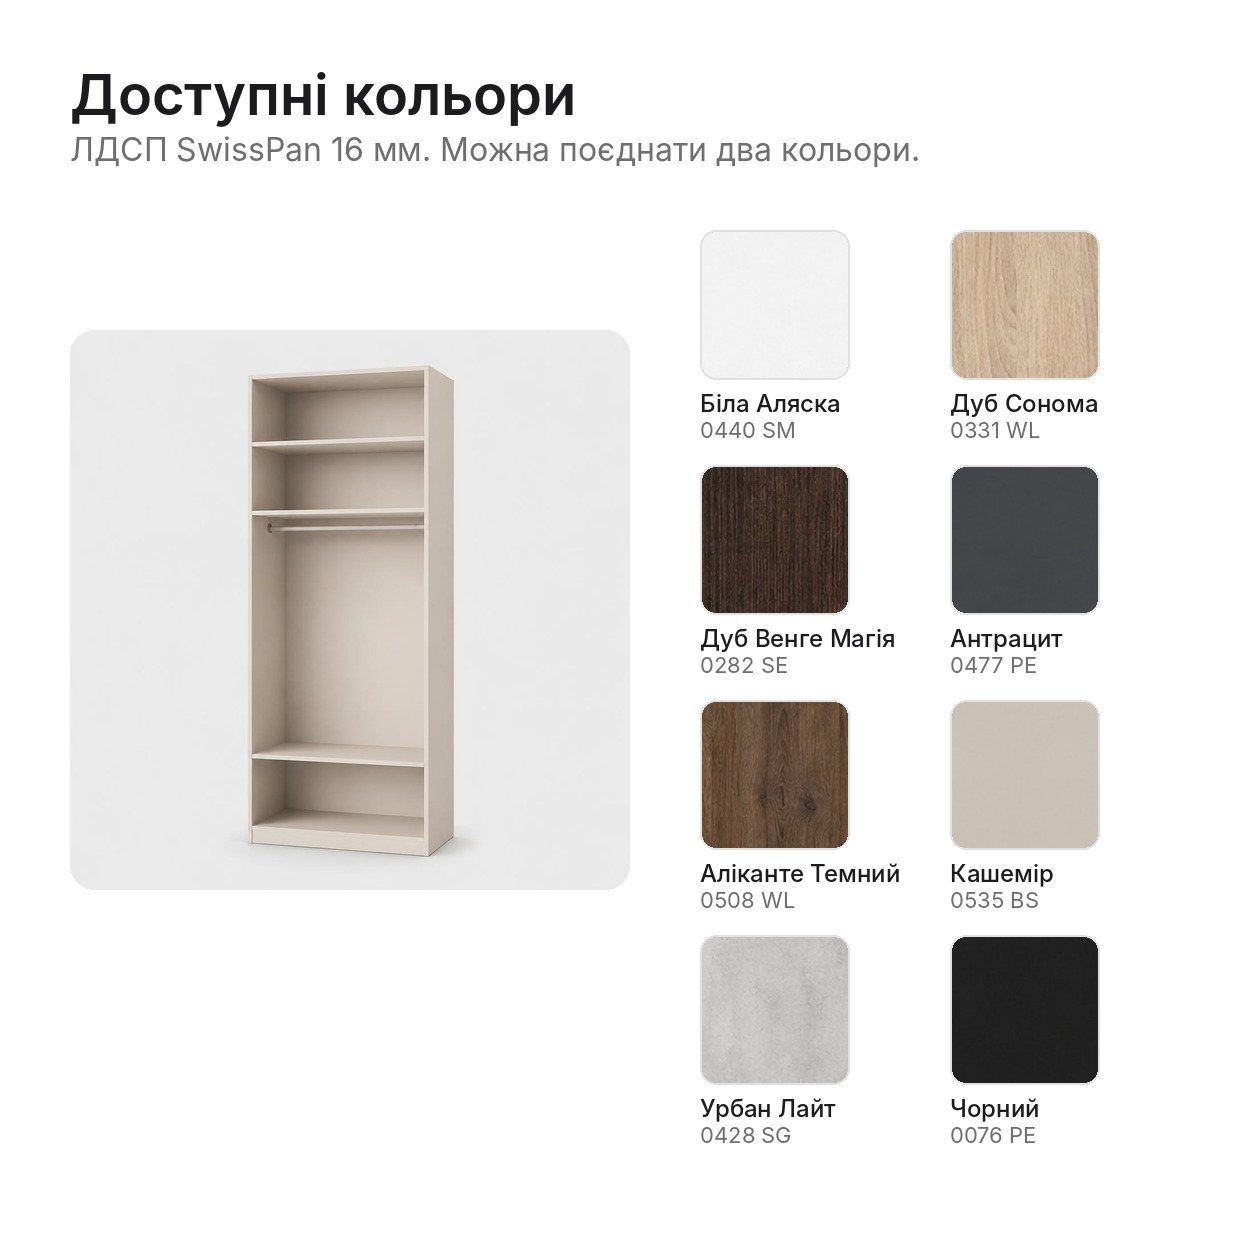 Доступні кольори
ЛДСП SwissPan 16 мм. Можна поєднати два кольори.
Біла Аляска
0440 SM
Дуб Сонома
0331 WL
Дуб Венге Магія
0282 SE
Антрацит
0477 PE
Аліканте Темний
0508 WL
Кашемір
0535 BS
Урбан Лайт
0428 SG
Чорний
0076 PE